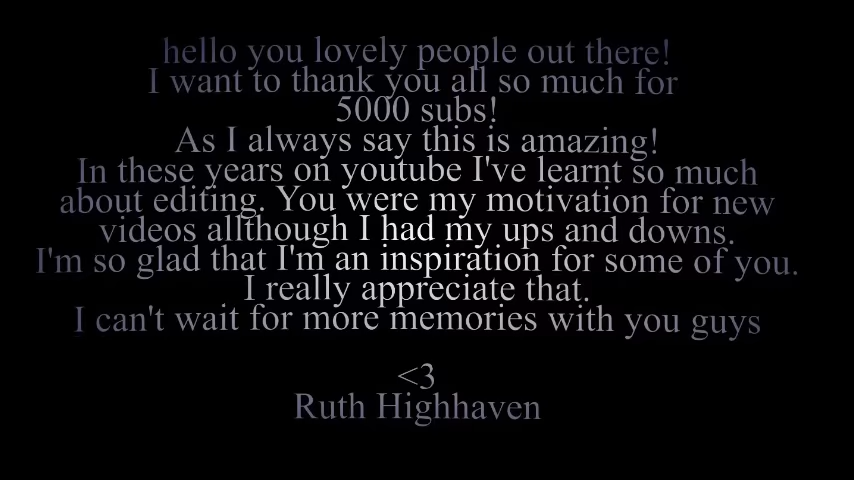 hello you lovely people out there!
I want to thank you all so much for
5000 subs!
As I always say this is amazing!
In these years on youtube I've learnt so much
about editing. You were my motivation for new
videos allthough I had my ups and downs.
I'm so glad that I'm an inspiration for some of you.
I really appreciate that.
I can't wait for more memories with you guys
<3
Ruth Highhaven